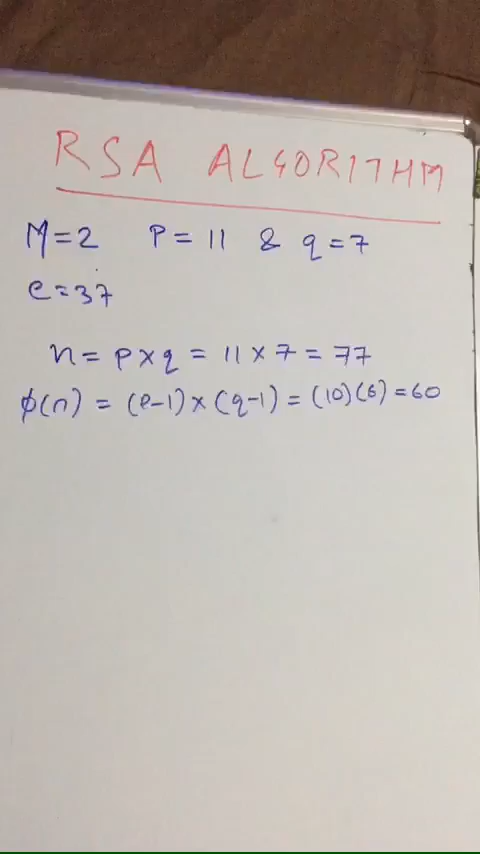 RSA ALGORITHM
M=2 P=11 & q=7
e=37
n = p×q = 11×7 = 77
φ(n) = (p-1)×(q-1) = (10)(6) = 60